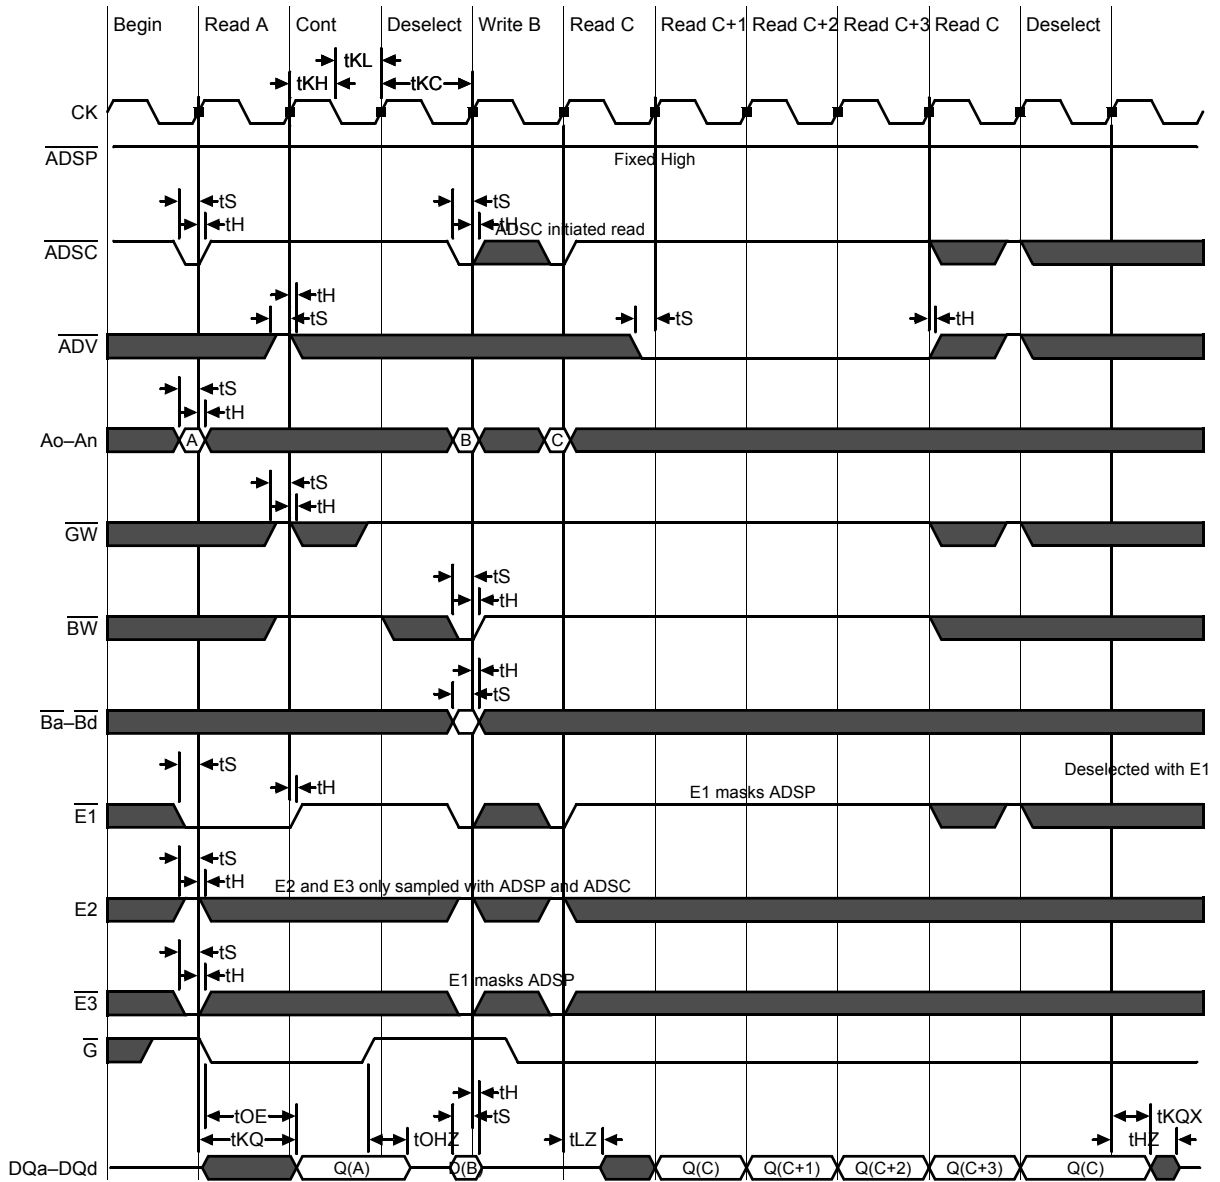 Begin Read A Cont Deselect Write B Read C Read C+1 Read C+2 Read C+3 Read C Deselect
tKL
tKH tKC
CK
ADSP
Fixed High
tS tS
tH tH
ADSC initiated read
ADSC
tH
tS tS tH
ADV
tS
tH
Ao–An A B C
tS
tH
GW
tS
tH
BW
tH
tS
Ba–Bd
tS
Deselected with E1
tH
E1 masks ADSP
E1
tS
tH
E2 and E3 only sampled with ADSP and ADSC
E2
tS
tH
E1 masks ADSP
E3
G
tH
tOE tS tKQX
tKQ tOHZ tLZ tHZ
DQa–DQd Q(A) D(B) Q(C) Q(C+1) Q(C+2) Q(C+3) Q(C)